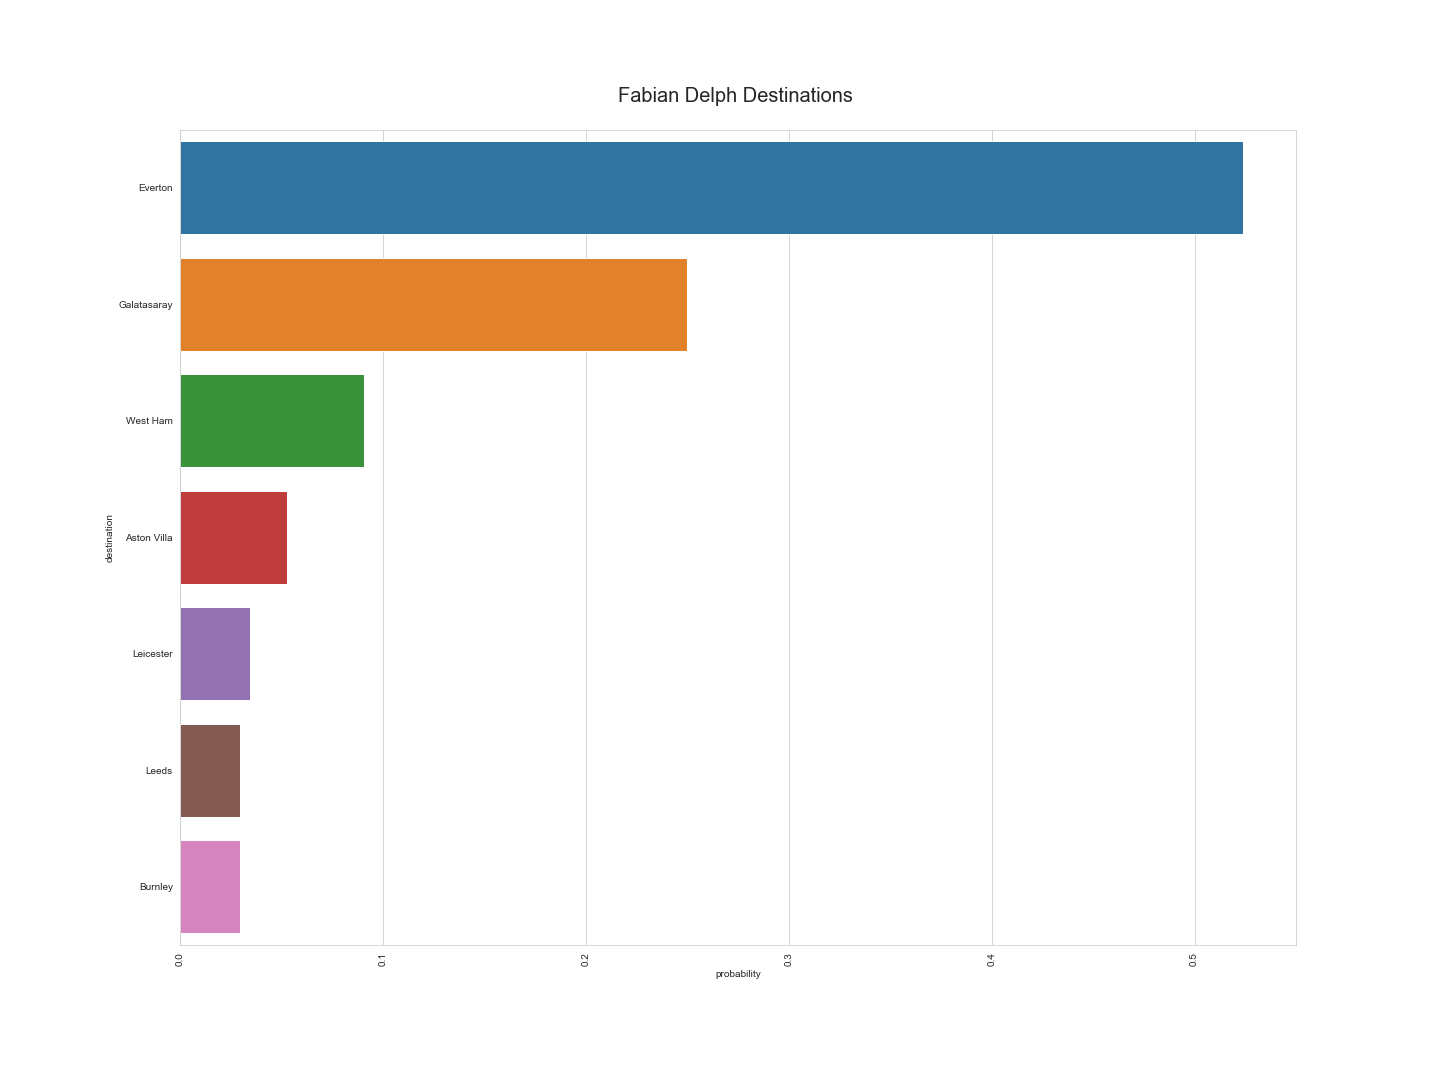 Fabian Delph Destinations
Everton
Galatasaray
West Ham
Aston Villa
Leicester
Leeds
Burnley
destination
0.0 0.1 0.2 0.3 0.4 0.5
probability